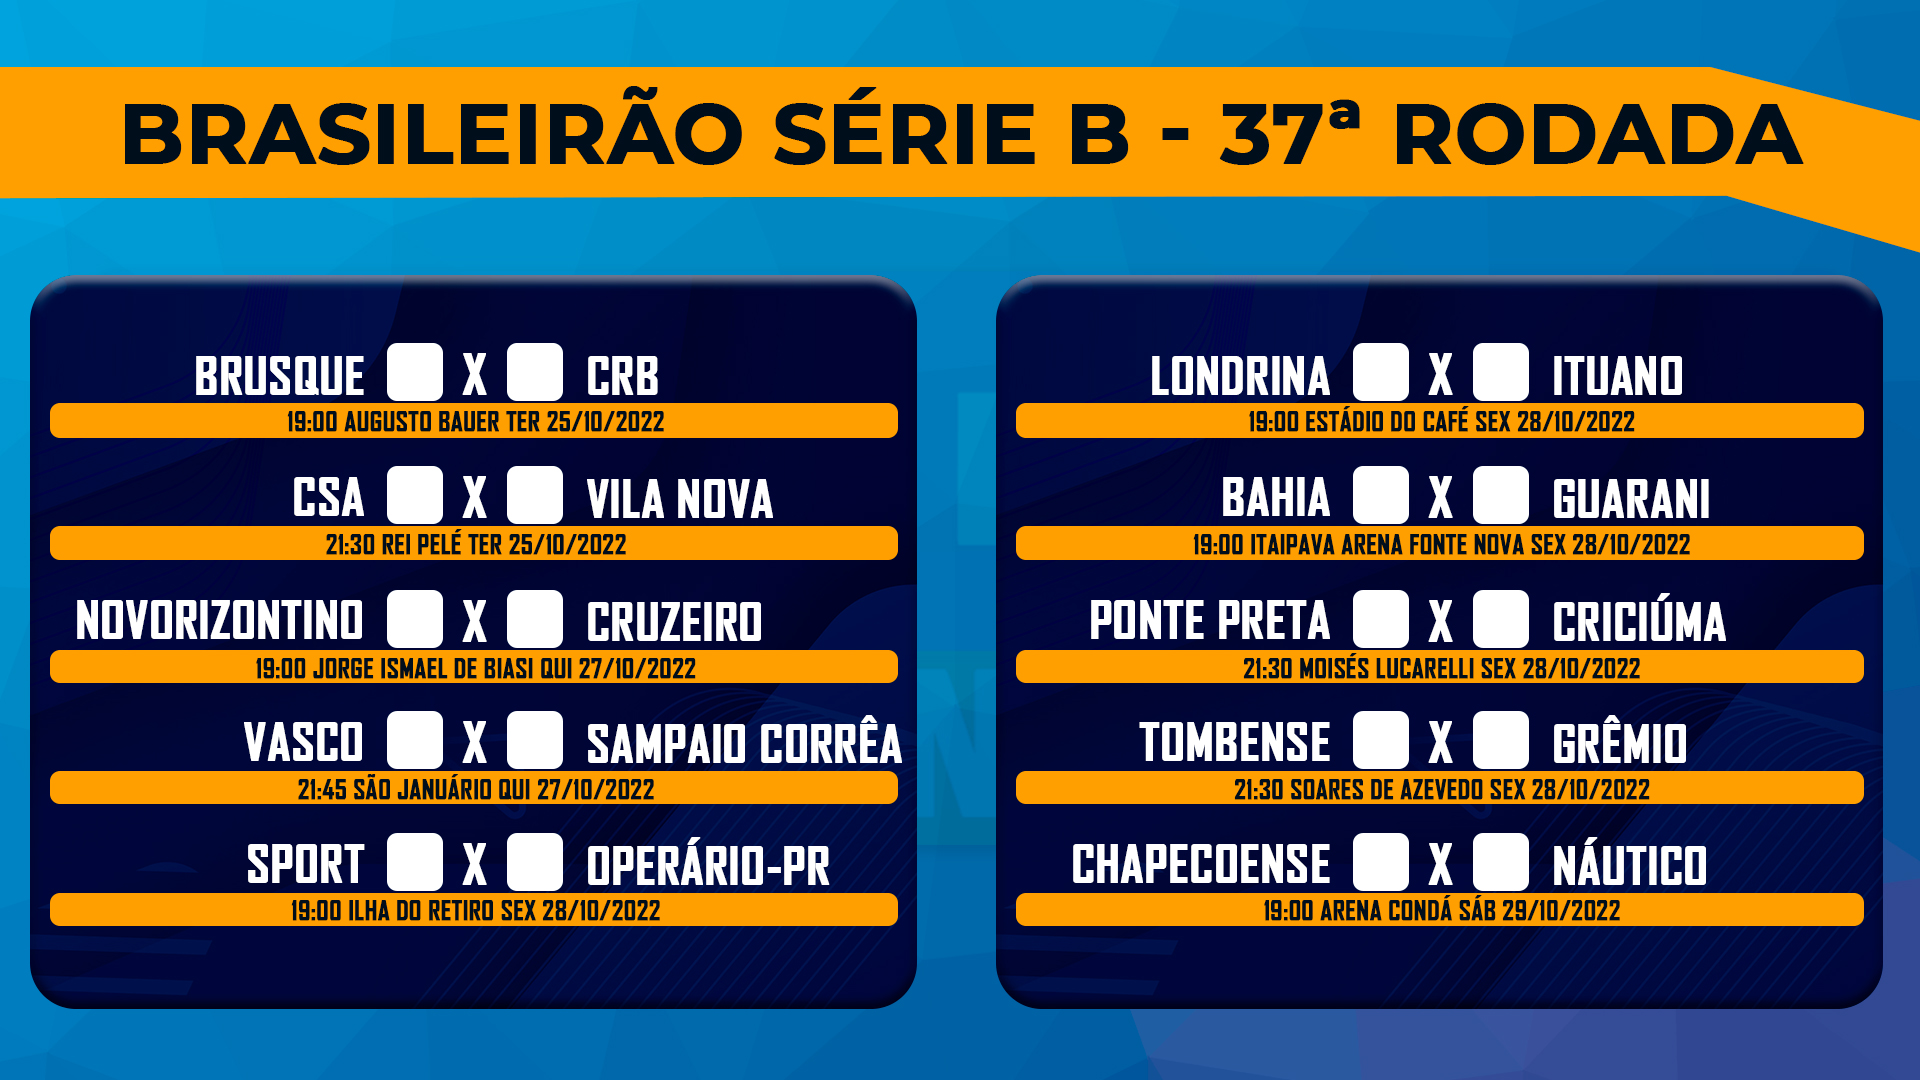 BRASILEIRÃO SÉRIE B - 37ª RODADA
BRUSQUE X CRB
19:00 AUGUSTO BAUER TER 25/10/2022
CSA X VILA NOVA
21:30 REI PELÉ TER 25/10/2022
NOVORIZONTINO X CRUZEIRO
19:00 JORGE ISMAEL DE BIASI QUI 27/10/2022
VASCO X SAMPAIO CORRÊA
21:45 SÃO JANUÁRIO QUI 27/10/2022
SPORT X OPERÁRIO-PR
19:00 ILHA DO RETIRO SEX 28/10/2022
LONDRINA X ITUANO
19:00 ESTÁDIO DO CAFÉ SEX 28/10/2022
BAHIA X GUARANI
19:00 ITAIPAVA ARENA FONTE NOVA SEX 28/10/2022
PONTE PRETA X CRICIÚMA
21:30 MOISÉS LUCARELLI SEX 28/10/2022
TOMBENSE X GRÊMIO
21:30 SOARES DE AZEVEDO SEX 28/10/2022
CHAPECOENSE X NÁUTICO
19:00 ARENA CONDÁ SÁB 29/10/2022